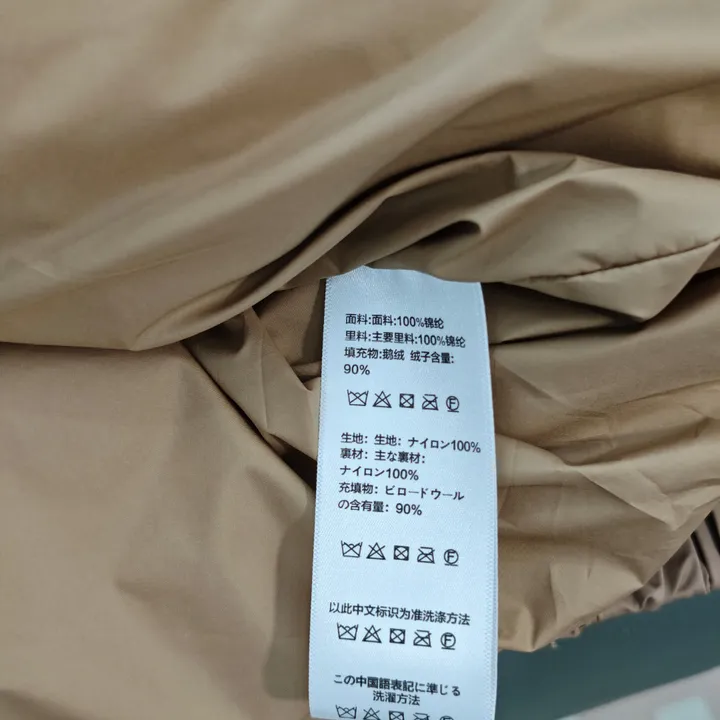 面料:面料:100%锦纶
里料:主要里料:100%锦纶
填充物:鹅绒 绒子含量:
90%
生地: 生地: ナイロン100%
裏材: 主な裏材:
ナイロン100%
充填物: ビロードウール
の含有量: 90%
以此中文标识为准洗涤方法
この中国語表記に準じる
洗濯方法